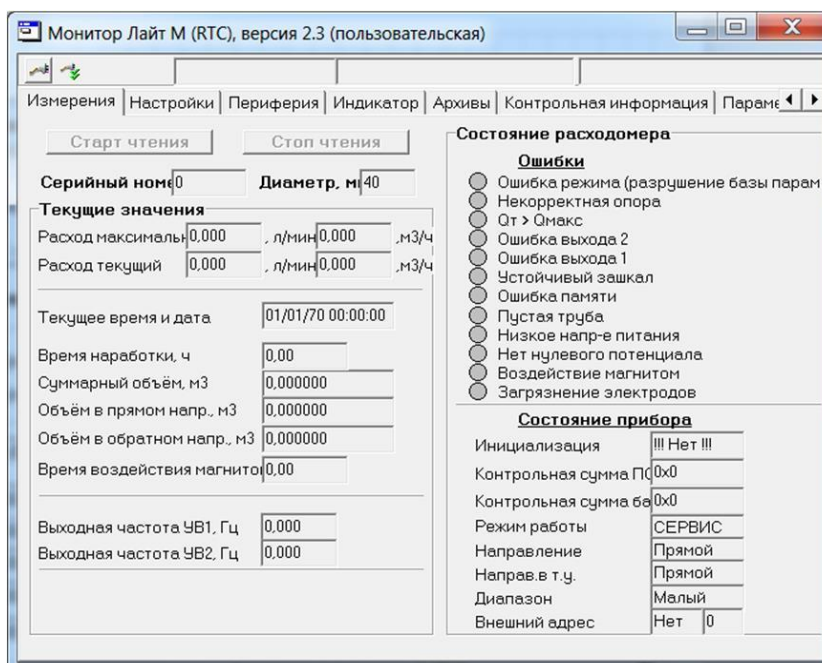 Монитор Лайт М (RTC), версия 2.3 (пользовательская)
Измерения Настройки Периферия Индикатор Архивы Контрольная информация Параме
Старт чтения Стоп чтения
Серийный номе 0 Диаметр, м 40
Текущие значения
Расход максимальн 0,000 , л/мин 0,000 ,м3/ч
Расход текущий 0,000 , л/мин 0,000 ,м3/ч
Текущее время и дата 01/01/70 00:00:00
Время наработки, ч 0,00
Суммарный объём, м3 0,000000
Объём в прямом напр., м3 0,000000
Объём в обратном напр., м3 0,000000
Время воздействия магнито 0,00
Выходная частота УВ1, Гц 0,000
Выходная частота УВ2, Гц 0,000
Состояние расходомера
Ошибки
Ошибка режима (разрушение базы парам
Некорректная опора
Qт > Qмакс
Ошибка выхода 2
Ошибка выхода 1
Устойчивый зашкал
Ошибка памяти
Пустая труба
Низкое напр-е питания
Нет нулевого потенциала
Воздействие магнитом
Загрязнение электродов
Состояние прибора
Инициализация !!! Нет !!!
Контрольная сумма ПО 0x0
Контрольная сумма ба 0x0
Режим работы СЕРВИС
Направление Прямой
Направ.в т.у. Прямой
Диапазон Малый
Внешний адрес Нет 0